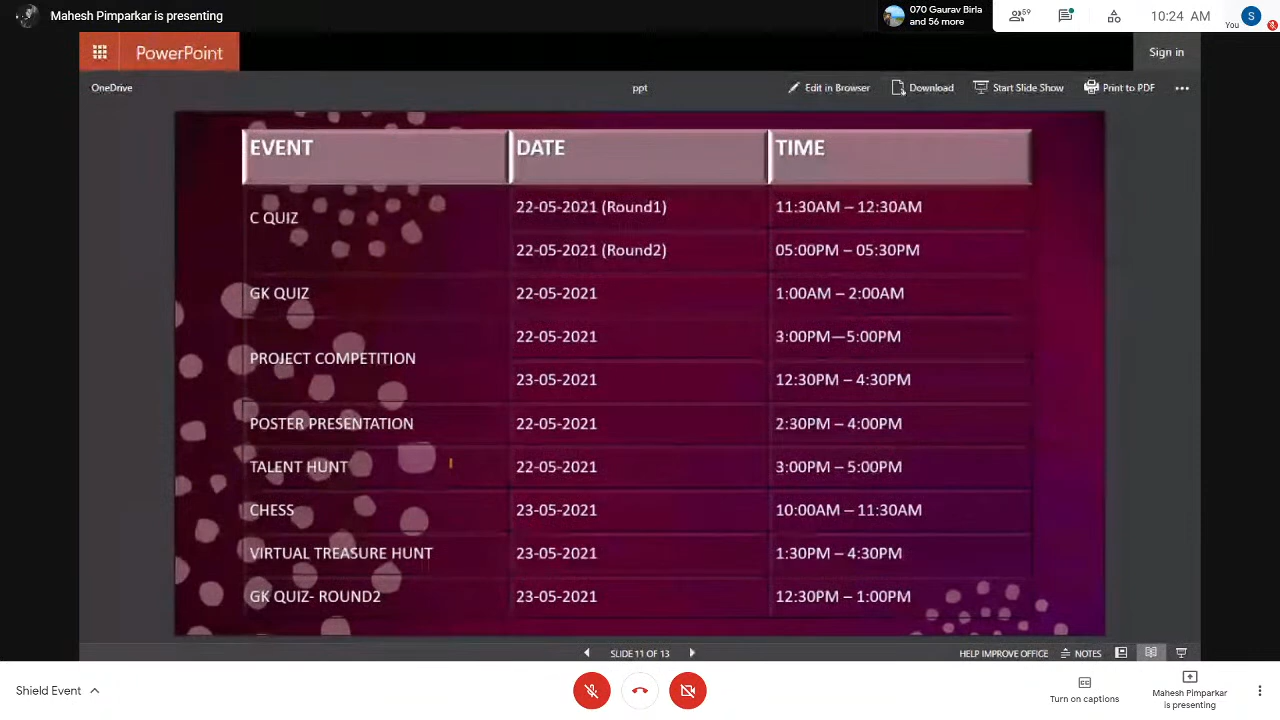 Mahesh Pimparkar is presenting
070 Gaurav Birla
and 56 more
59
10:24 AM
You
S
PowerPoint
Sign in
OneDrive
ppt
Edit in Browser
Download
Start Slide Show
Print to PDF
EVENT DATE TIME
C QUIZ
22-05-2021 (Round1) 11:30AM – 12:30AM
22-05-2021 (Round2) 05:00PM – 05:30PM
GK QUIZ 22-05-2021 1:00AM – 2:00AM
PROJECT COMPETITION
22-05-2021 3:00PM—5:00PM
23-05-2021 12:30PM – 4:30PM
POSTER PRESENTATION 22-05-2021 2:30PM – 4:00PM
TALENT HUNT 22-05-2021 3:00PM – 5:00PM
CHESS 23-05-2021 10:00AM – 11:30AM
VIRTUAL TREASURE HUNT 23-05-2021 1:30PM – 4:30PM
GK QUIZ- ROUND2 23-05-2021 12:30PM – 1:00PM
SLIDE 11 OF 13
HELP IMPROVE OFFICE
NOTES
Shield Event
Turn on captions
Mahesh Pimparkar
is presenting